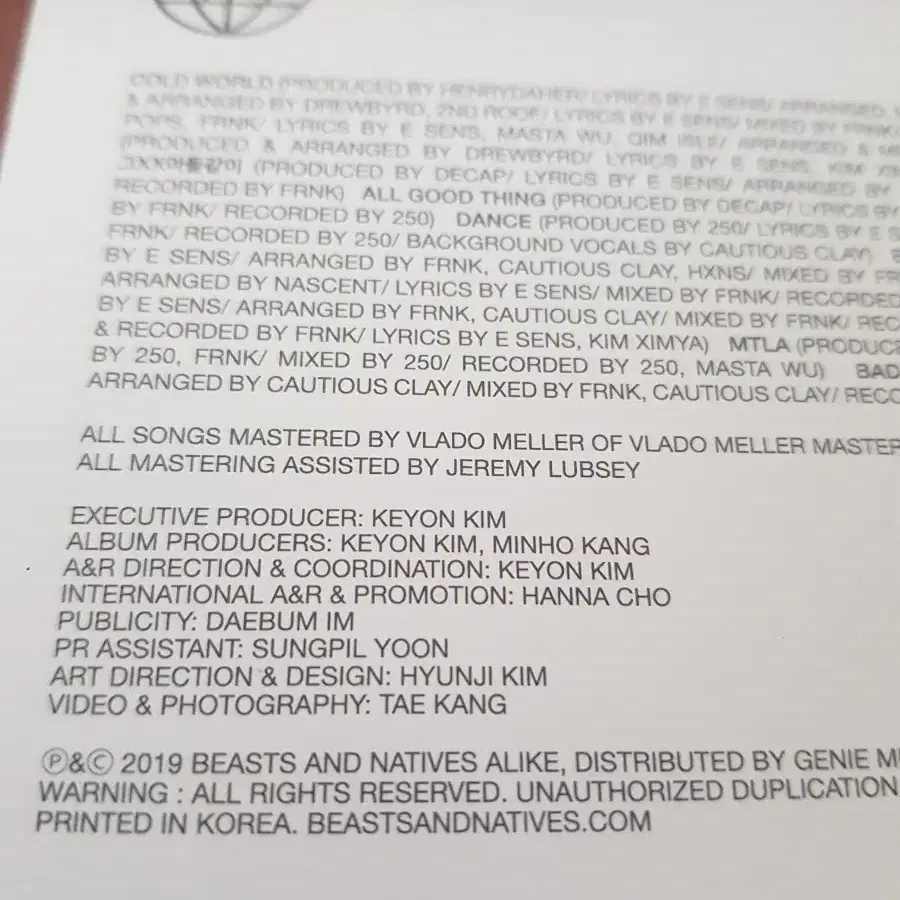 COLD WORLD (PRODUCED BY HENRYDAHER/ LYRICS BY E SENS/ ARRANGED,
& ARRANGED BY DREWBYRD, 2ND ROOF/ LYRICS BY E SENS/ MIXED BY FRNK/
POPS, FRNK/ LYRICS BY E SENS, MASTA WU, QIM ISLE/ ARRANGED &
(PRODUCED & ARRANGED BY DREWBYRD/ LYRICS BY E SENS, KIM
(PRODUCED BY DECAP/ LYRICS BY E SENS/ ARRANGED BY
RECORDED BY FRNK) ALL GOOD THING (PRODUCED BY DECAP/ LYRICS BY
BY FRNK/ RECORDED BY 250) DANCE (PRODUCED BY 250/ LYRICS BY E S
FRNK/ RECORDED BY 250/ BACKGROUND VOCALS BY CAUTIOUS CLAY)
BY E SENS/ ARRANGED BY FRNK, CAUTIOUS CLAY, HXNS/ MIXED BY FR
ARRANGED BY NASCENT/ LYRICS BY E SENS/ MIXED BY FRNK/ RECORDED
BY E SENS/ ARRANGED BY FRNK, CAUTIOUS CLAY/ MIXED BY FRNK/ REC
& RECORDED BY FRNK/ LYRICS BY E SENS, KIM XIMYA) MTLA (PRODUCE
BY 250, FRNK/ MIXED BY 250/ RECORDED BY 250, MASTA WU) BAD
ARRANGED BY CAUTIOUS CLAY/ MIXED BY FRNK, CAUTIOUS CLAY/ RECO
ALL SONGS MASTERED BY VLADO MELLER OF VLADO MELLER MASTER
ALL MASTERING ASSISTED BY JEREMY LUBSEY
EXECUTIVE PRODUCER: KEYON KIM
ALBUM PRODUCERS: KEYON KIM, MINHO KANG
A&R DIRECTION & COORDINATION: KEYON KIM
INTERNATIONAL A&R & PROMOTION: HANNA CHO
PUBLICITY: DAEBUM IM
PR ASSISTANT: SUNGPIL YOON
ART DIRECTION & DESIGN: HYUNJI KIM
VIDEO & PHOTOGRAPHY: TAE KANG
Ⓟ&Ⓒ 2019 BEASTS AND NATIVES ALIKE, DISTRIBUTED BY GENIE M
WARNING : ALL RIGHTS RESERVED. UNAUTHORIZED DUPLICATION
PRINTED IN KOREA. BEASTSANDNATIVES.COM